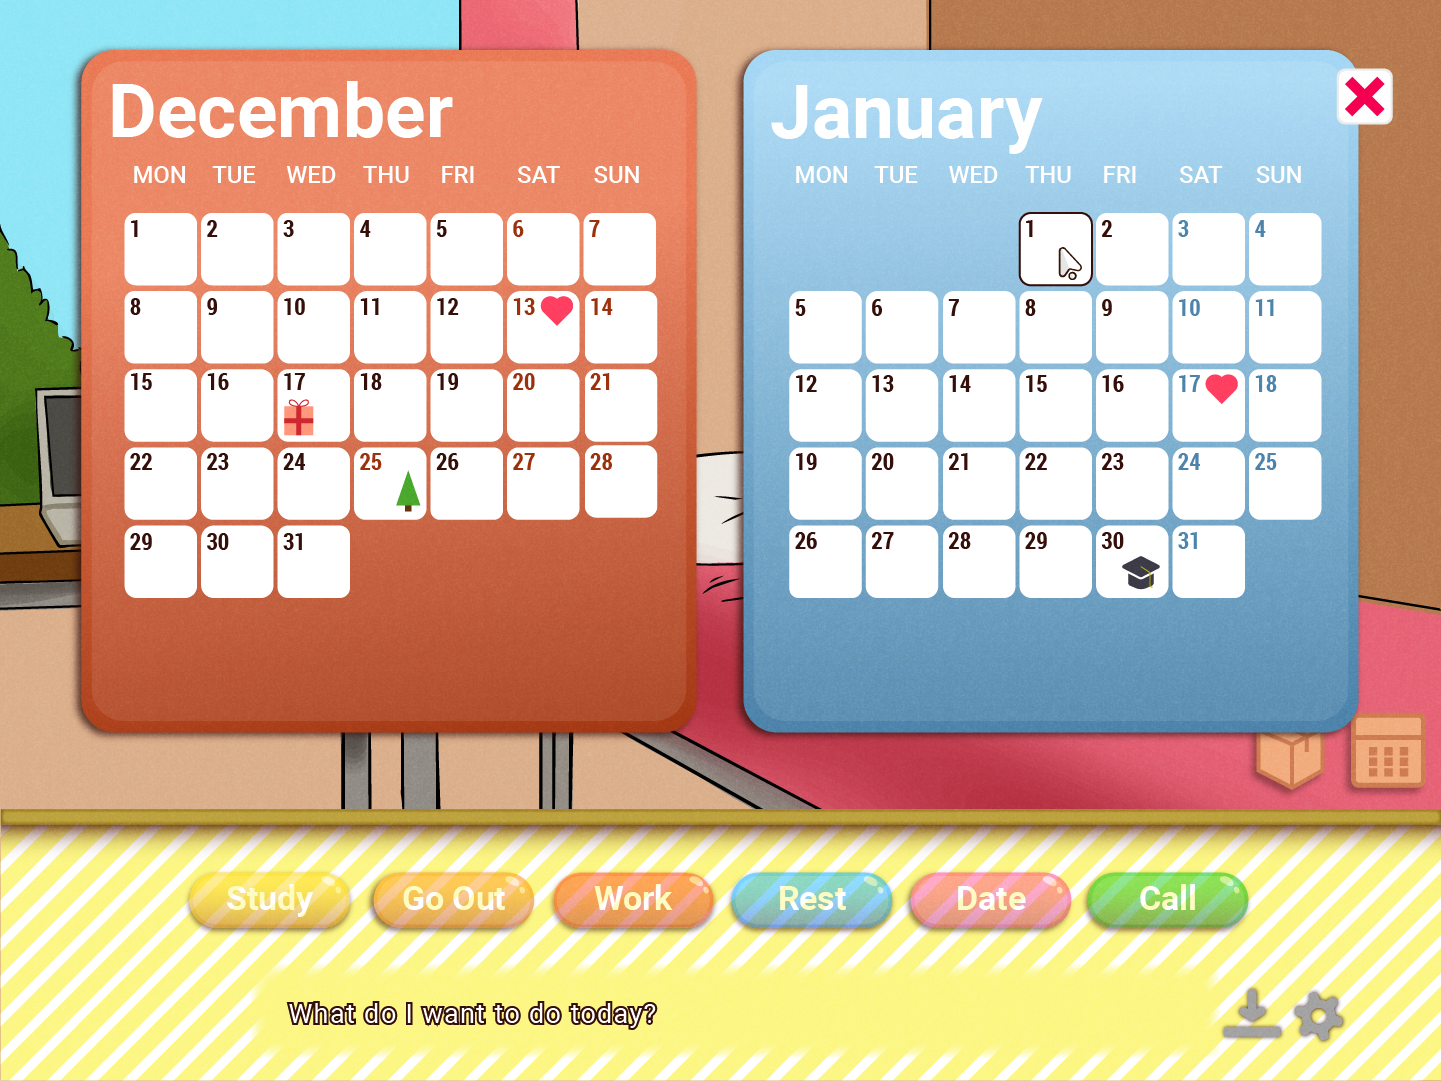 December
MON TUE WED THU FRI SAT SUN
1 2 3 4 5 6 7
8 9 10 11 12 13 14
15 16 17 18 19 20 21
22 23 24 25 26 27 28
29 30 31
January
MON TUE WED THU FRI SAT SUN
1 2 3 4
5 6 7 8 9 10 11
12 13 14 15 16 17 18
19 20 21 22 23 24 25
26 27 28 29 30 31
Study Go Out Work Rest Date Call
What do I want to do today?